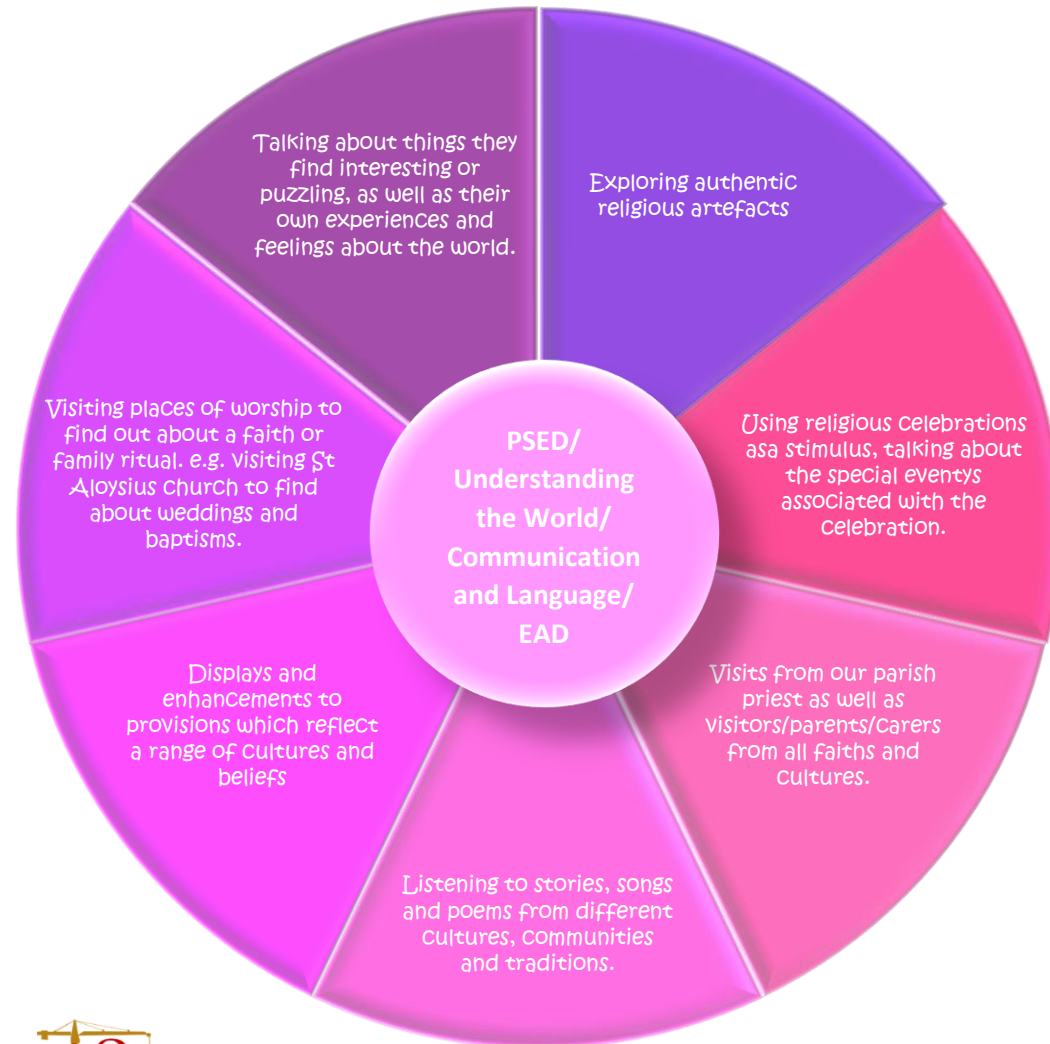 Talking about things they
find interesting or
puzzling, as well as their
own experiences and
feelings about the world.
Exploring authentic
religious artefacts
Visiting places of worship to
find out about a faith or
family ritual. e.g. visiting St
Aloysius church to find
about weddings and
baptisms.
PSED/
Understanding
the World/
Communication
and Language/
EAD
Using religious celebrations
asa stimulus, talking about
the special eventys
associated with the
celebration.
Displays and
enhancements to
provisions which reflect
a range of cultures and
beliefs
Visits from our parish
priest as well as
visitors/parents/carers
from all faiths and
cultures.
Listening to stories, songs
and poems from different
cultures, communities
and traditions.